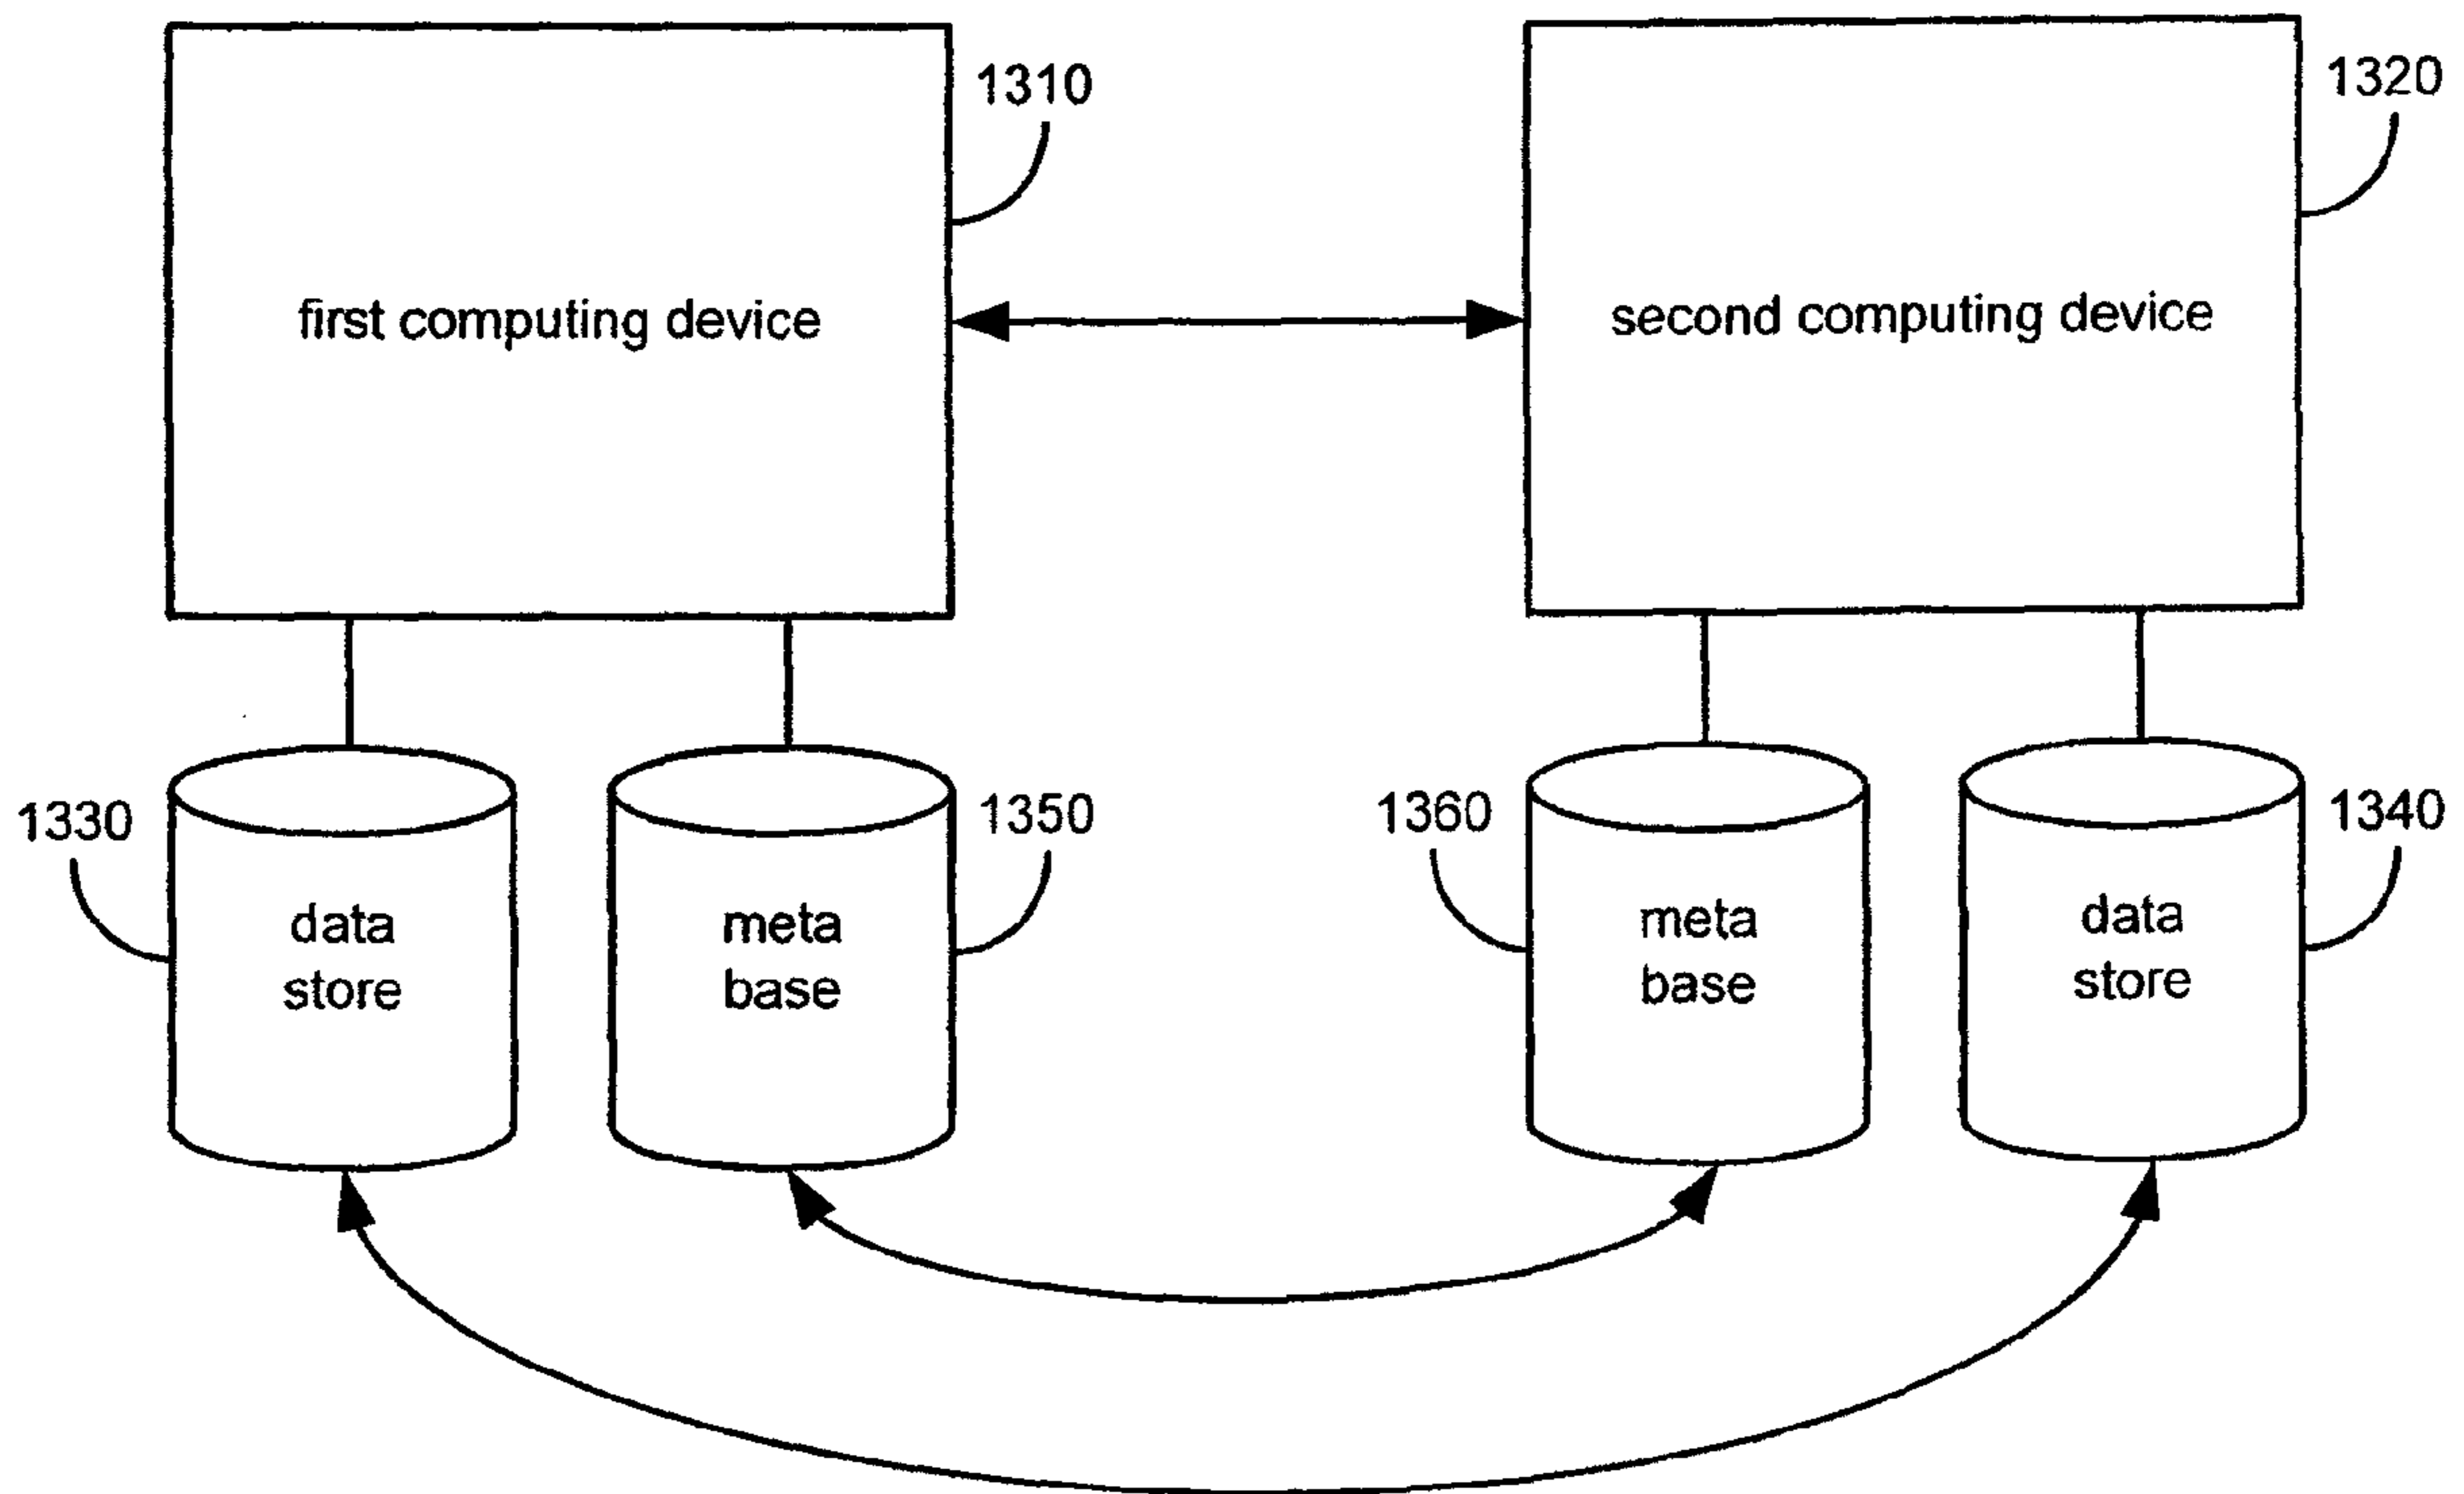 1310
1320
first computing device
second computing device
1330
1350
1360
1340
data
store
meta
base
meta
base
data
store